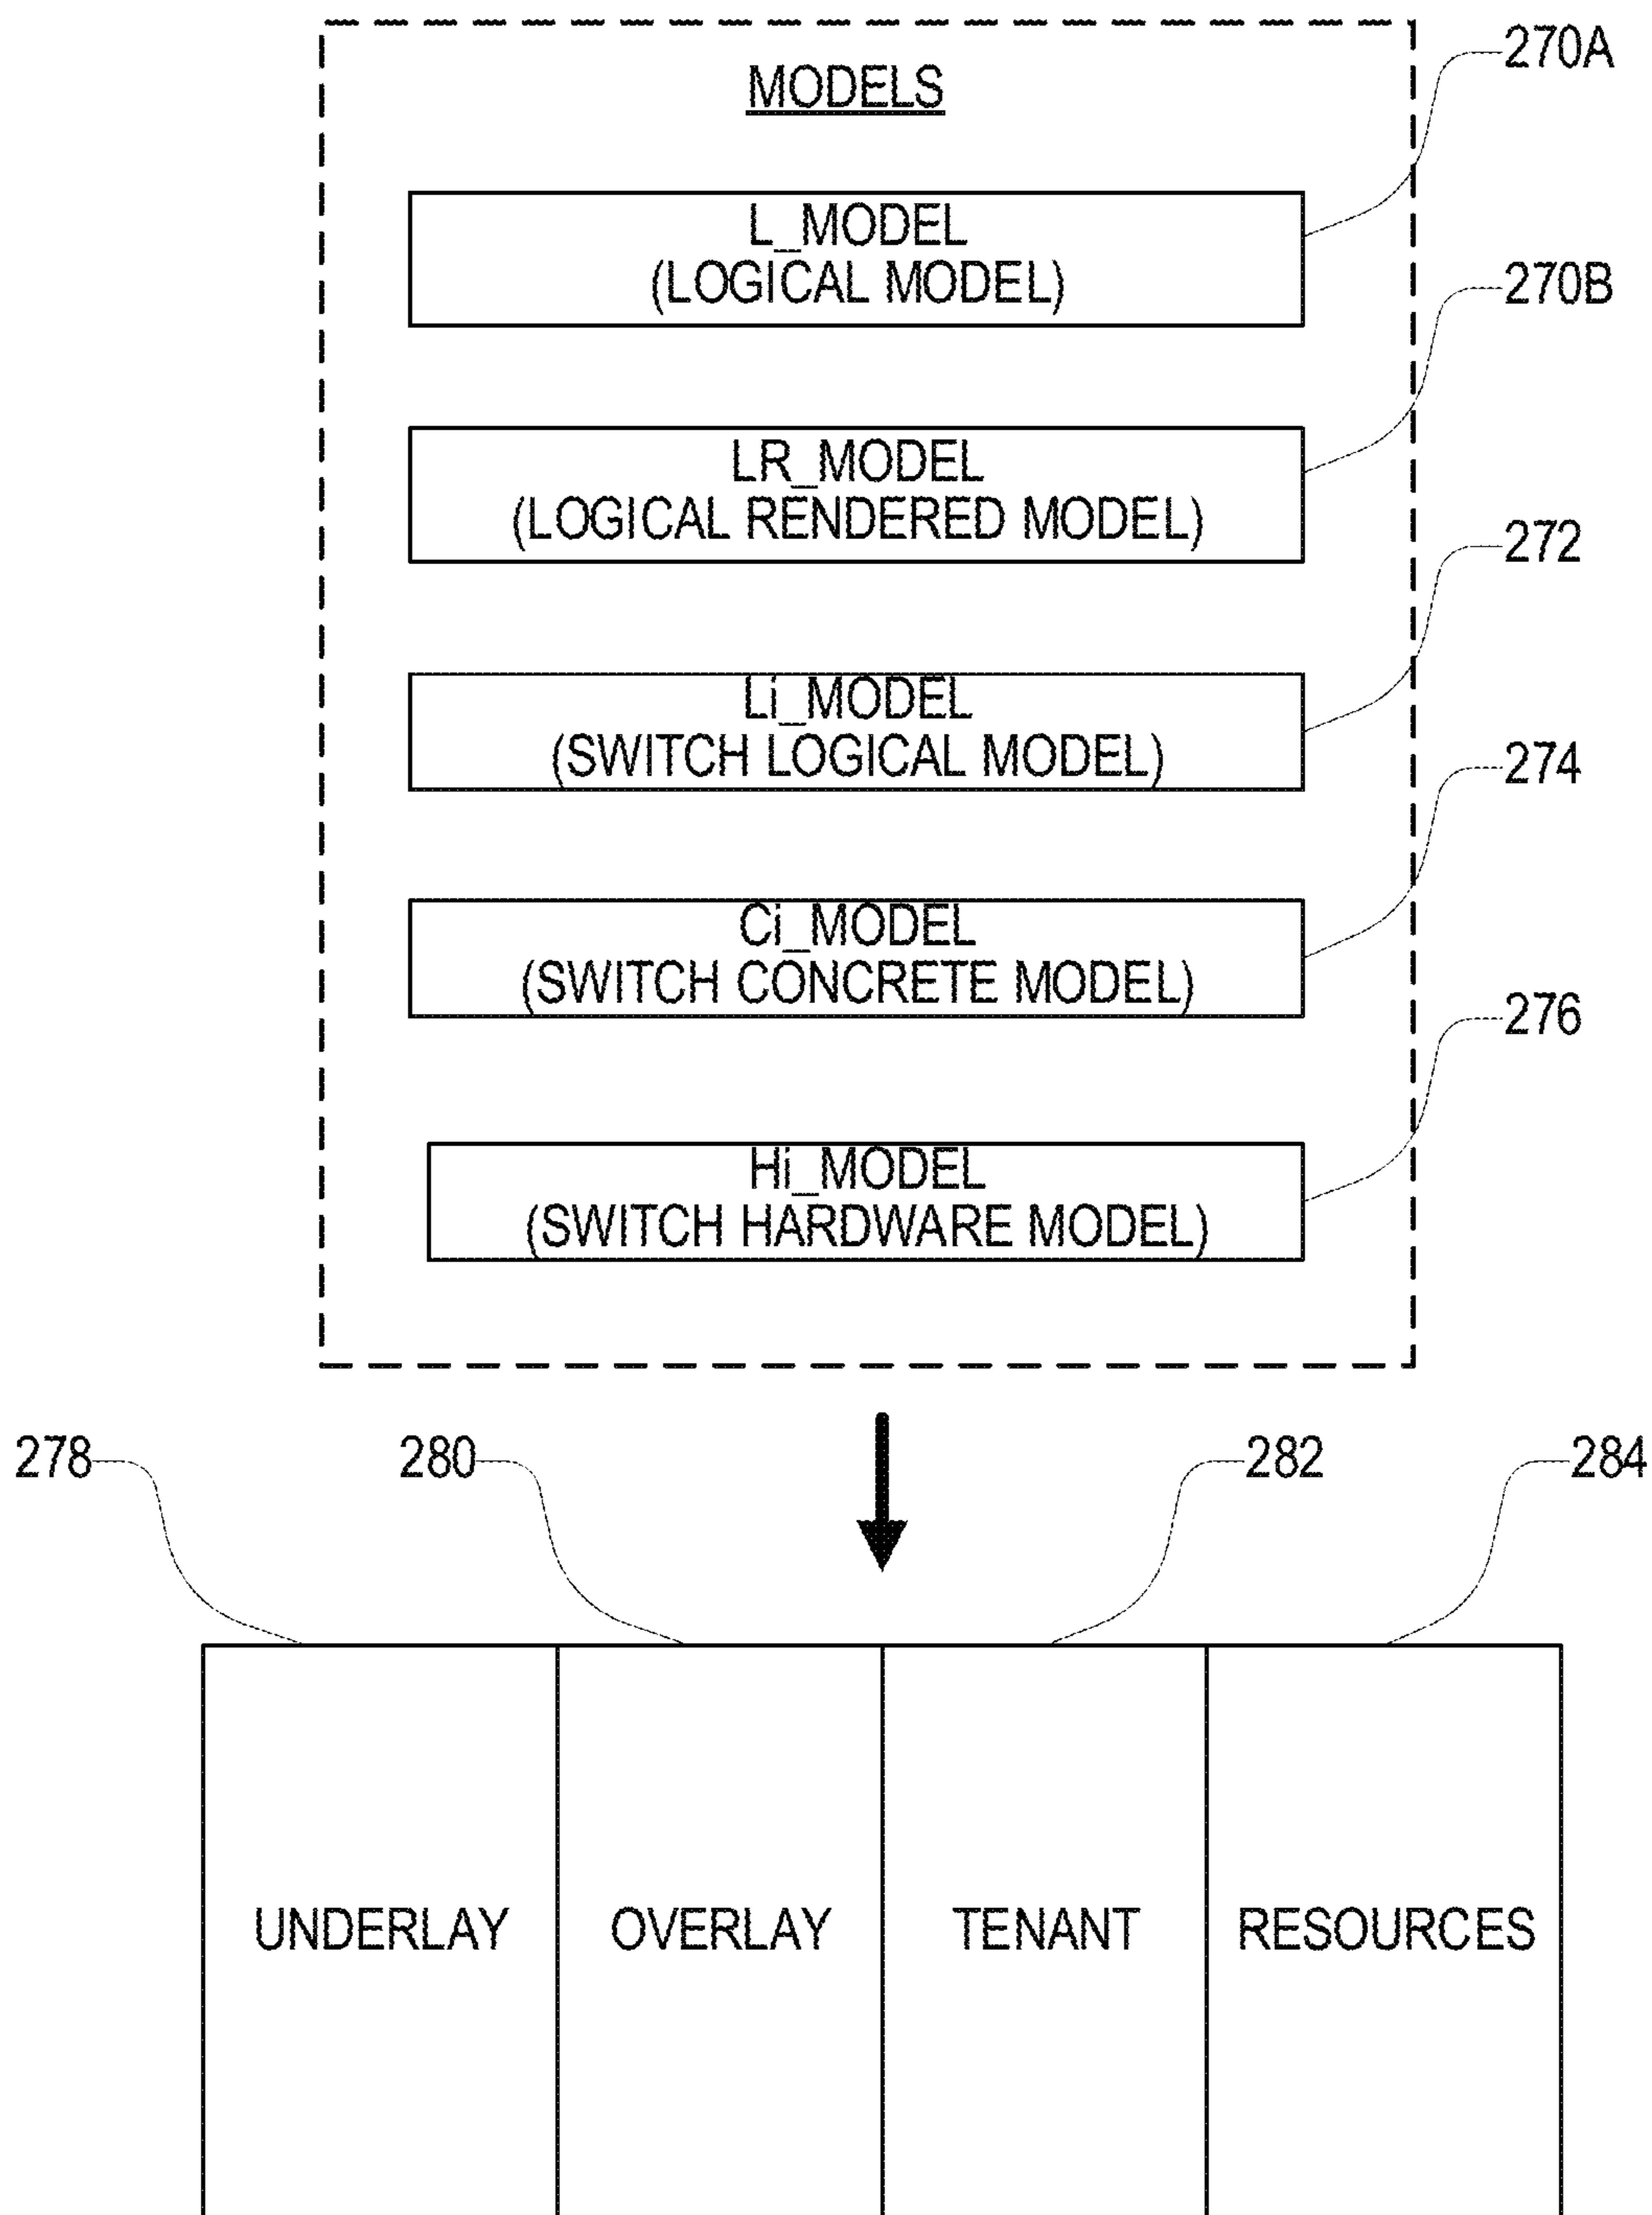 MODELS
270A
L_MODEL
(LOGICAL MODEL)
270B
LR_MODEL
(LOGICAL RENDERED MODEL)
272
Li_MODEL
(SWITCH LOGICAL MODEL)
274
Ci_MODEL
(SWITCH CONCRETE MODEL)
276
Hi_MODEL
(SWITCH HARDWARE MODEL)
278 280 282 284
UNDERLAY OVERLAY TENANT RESOURCES